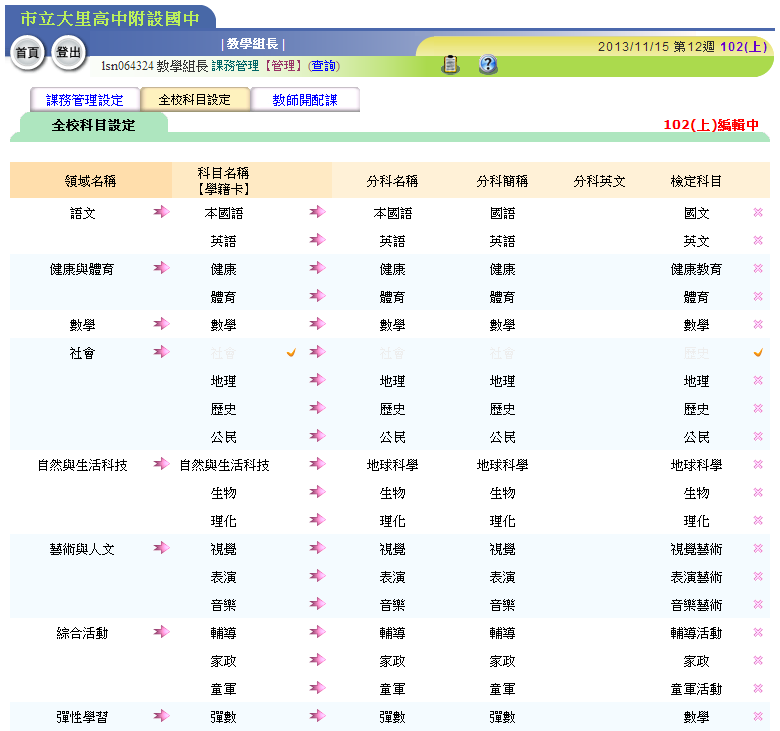 市立大里高中附設國中
首頁 登出 | 教學組長 | 2013/11/15 第12週 102(上)
lsn064324 教學組長 課務管理【管理】(查詢)
課務管理設定 全校科目設定 教師開配課
全校科目設定 102(上)編輯中
領域名稱 科目名稱【學籍卡】 分科名稱 分科簡稱 分科英文 檢定科目
語文 本國語 本國語 國語 國文
英語 英語 英語 英文
健康與體育 健康 健康 健康 健康教育
體育 體育 體育 體育
數學 數學 數學 數學 數學
社會 社會 社會 社會 歷史
地理 地理 地理 地理
歷史 歷史 歷史 歷史
公民 公民 公民 公民
自然與生活科技 自然與生活科技 地球科學 地球科學 地球科學
生物 生物 生物 生物
理化 理化 理化 理化
藝術與人文 視覺 視覺 視覺 視覺藝術
表演 表演 表演 表演藝術
音樂 音樂 音樂 音樂藝術
綜合活動 輔導 輔導 輔導 輔導活動
家政 家政 家政 家政
童軍 童軍 童軍 童軍活動
彈性學習 彈數 彈數 彈數 數學